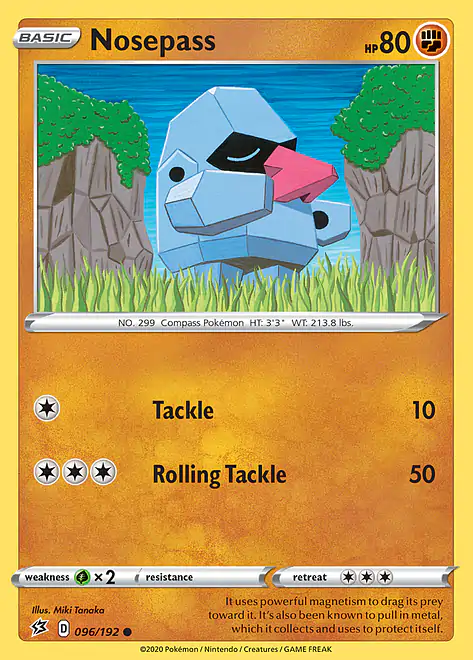 BASIC Nosepass HP 80
NO. 299 Compass Pokémon HT: 3'3" WT: 213.8 lbs.
Tackle 10
Rolling Tackle 50
weakness ×2 resistance retreat
Illus. Miki Tanaka
It uses powerful magnetism to drag its prey
toward it. It's also been known to pull in metal,
which it collects and uses to protect itself.
D 096/192
©2020 Pokémon / Nintendo / Creatures / GAME FREAK